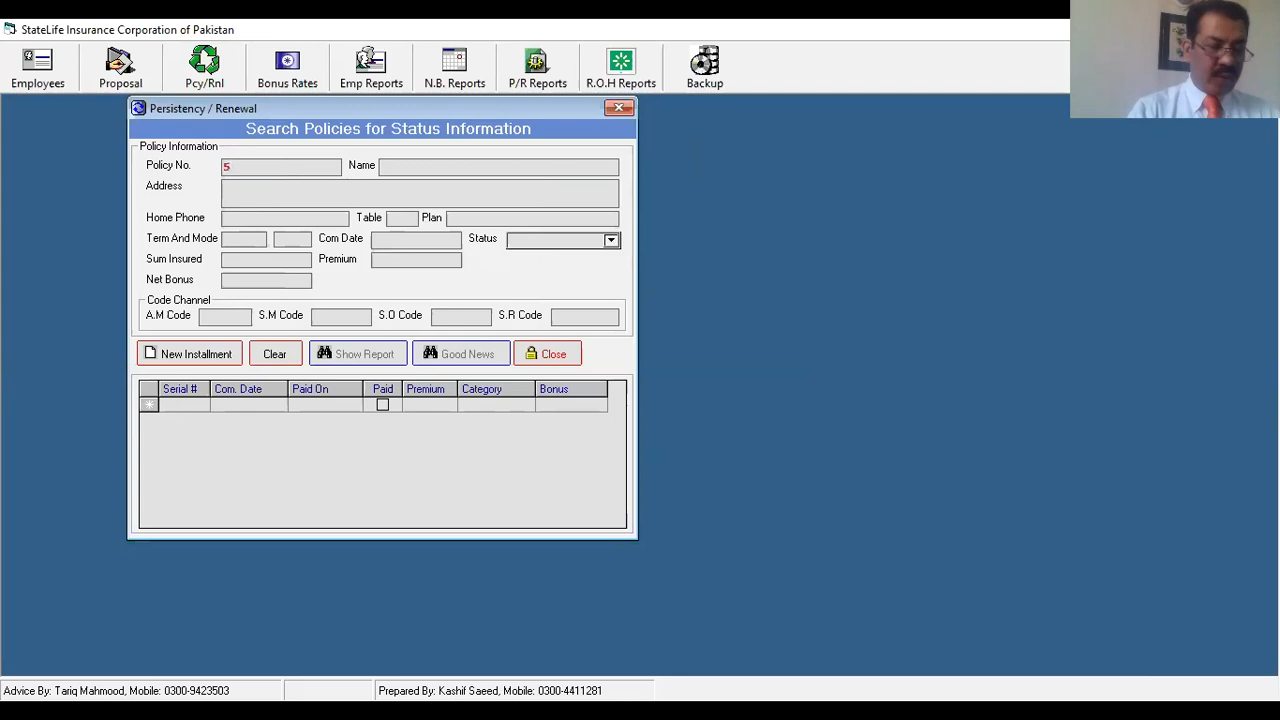 StateLife Insurance Corporation of Pakistan
Employees Proposal Pcy/Rnl Bonus Rates Emp Reports N.B. Reports P/R Reports R.O.H Reports Backup
Persistency / Renewal
Search Policies for Status Information
Policy Information
Policy No. 5 Name
Address
Home Phone Table Plan
Term And Mode Com Date Status
Sum Insured Premium
Net Bonus
Code Channel
A.M Code S.M Code S.O Code S.R Code
New Installment Clear Show Report Good News Close
Serial # Com. Date Paid On Paid Premium Category Bonus
Advice By: Tariq Mahmood, Mobile: 0300-9423503 Prepared By: Kashif Saeed, Mobile: 0300-4411281